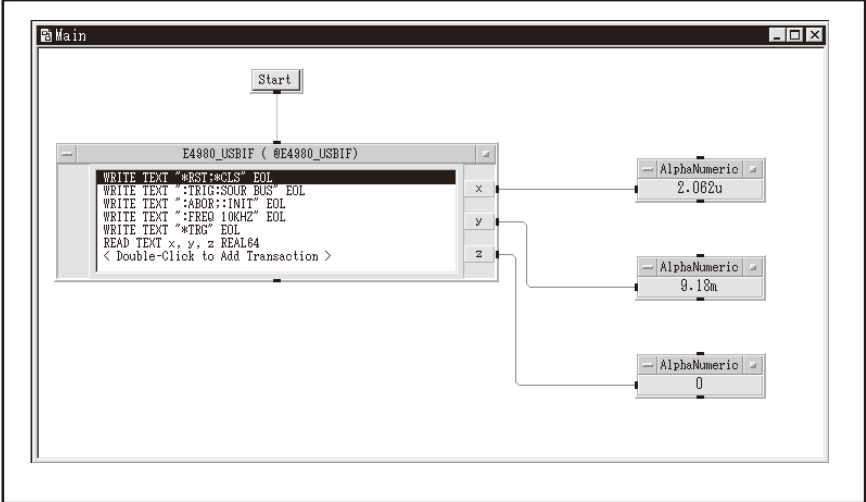 Main
Start
E4980_USBIF ( @E4980_USBIF)
WRITE TEXT "*RST;*CLS" EOL
WRITE TEXT ":TRIG:SOUR BUS" EOL
WRITE TEXT ":ABOR;:INIT" EOL
WRITE TEXT ":FREQ 10KHZ" EOL
WRITE TEXT "*TRG" EOL
READ TEXT x, y, z REAL64
< Double-Click to Add Transaction >
x
y
z
AlphaNumeric
2.062u
AlphaNumeric
9.18m
AlphaNumeric
0